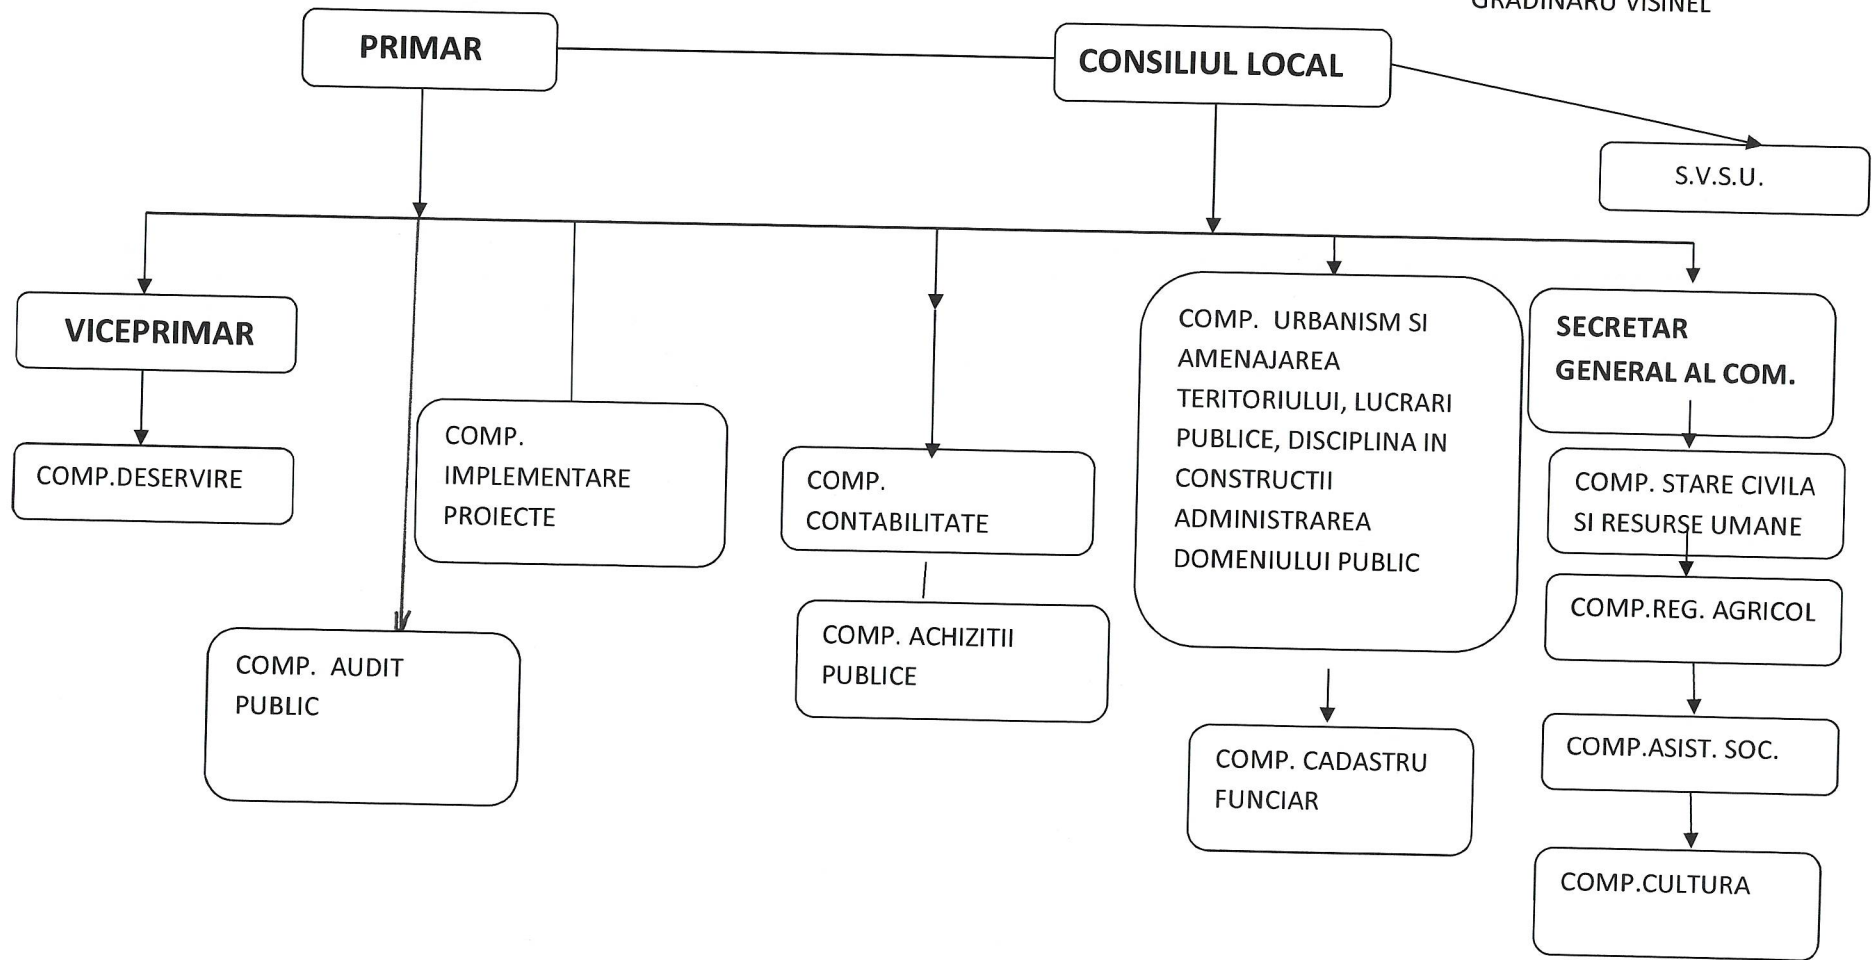 GRADINARU VISINEL
PRIMAR
CONSILIUL LOCAL
S.V.S.U.
VICEPRIMAR
COMP.DESERVIRE
COMP. AUDIT
PUBLIC
COMP.
IMPLEMENTARE
PROIECTE
COMP.
CONTABILITATE
COMP. ACHIZITII
PUBLICE
COMP. URBANISM SI
AMENAJAREA
TERITORIULUI, LUCRARI
PUBLICE, DISCIPLINA IN
CONSTRUCTII
ADMINISTRAREA
DOMENIULUI PUBLIC
COMP. CADASTRU
FUNCIAR
SECRETAR
GENERAL AL COM.
COMP. STARE CIVILA
SI RESURSE UMANE
COMP.REG. AGRICOL
COMP.ASIST. SOC.
COMP.CULTURA